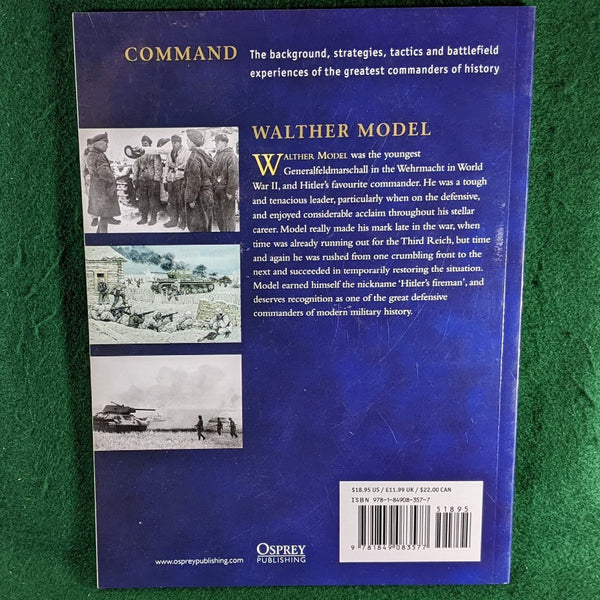 COMMAND The background, strategies, tactics and battlefield
experiences of the greatest commanders of history
WALTHER MODEL
WALTHER MODEL was the youngest
Generalfeldmarschall in the Wehrmacht in World
War II, and Hitler's favourite commander. He was a tough
and tenacious leader, particularly when on the defensive,
and enjoyed considerable acclaim throughout his stellar
career. Model really made his mark late in the war, when
time was already running out for the Third Reich, but time
and again he was rushed from one crumbling front to the
next and succeeded in temporarily restoring the situation.
Model earned himself the nickname 'Hitler's fireman', and
deserves recognition as one of the great defensive
commanders of modern military history.
$18.95 US / £11.99 UK / $22.00 CAN
ISBN 978-1-84908-357-7
51895
9 781849 083577
www.ospreypublishing.com
OSPREY
PUBLISHING